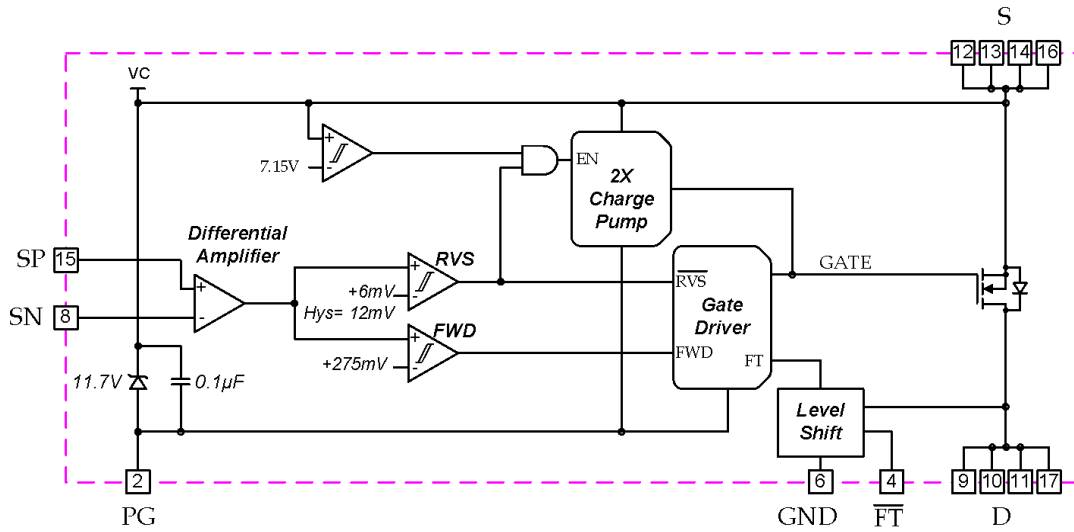 S
12 13 14 16
VC
+
-
7.15V
EN
2X
Charge
Pump
Differential
Amplifier
SP 15
+
-
SN 8
RVS
+
-
+6mV
Hys= 12mV
FWD
+
-
+275mV
RVS
Gate
Driver
FWD
FT
GATE
11.7V
0.1µF
Level
Shift
2
PG
6
GND
4
FT
9 10 11 17
D